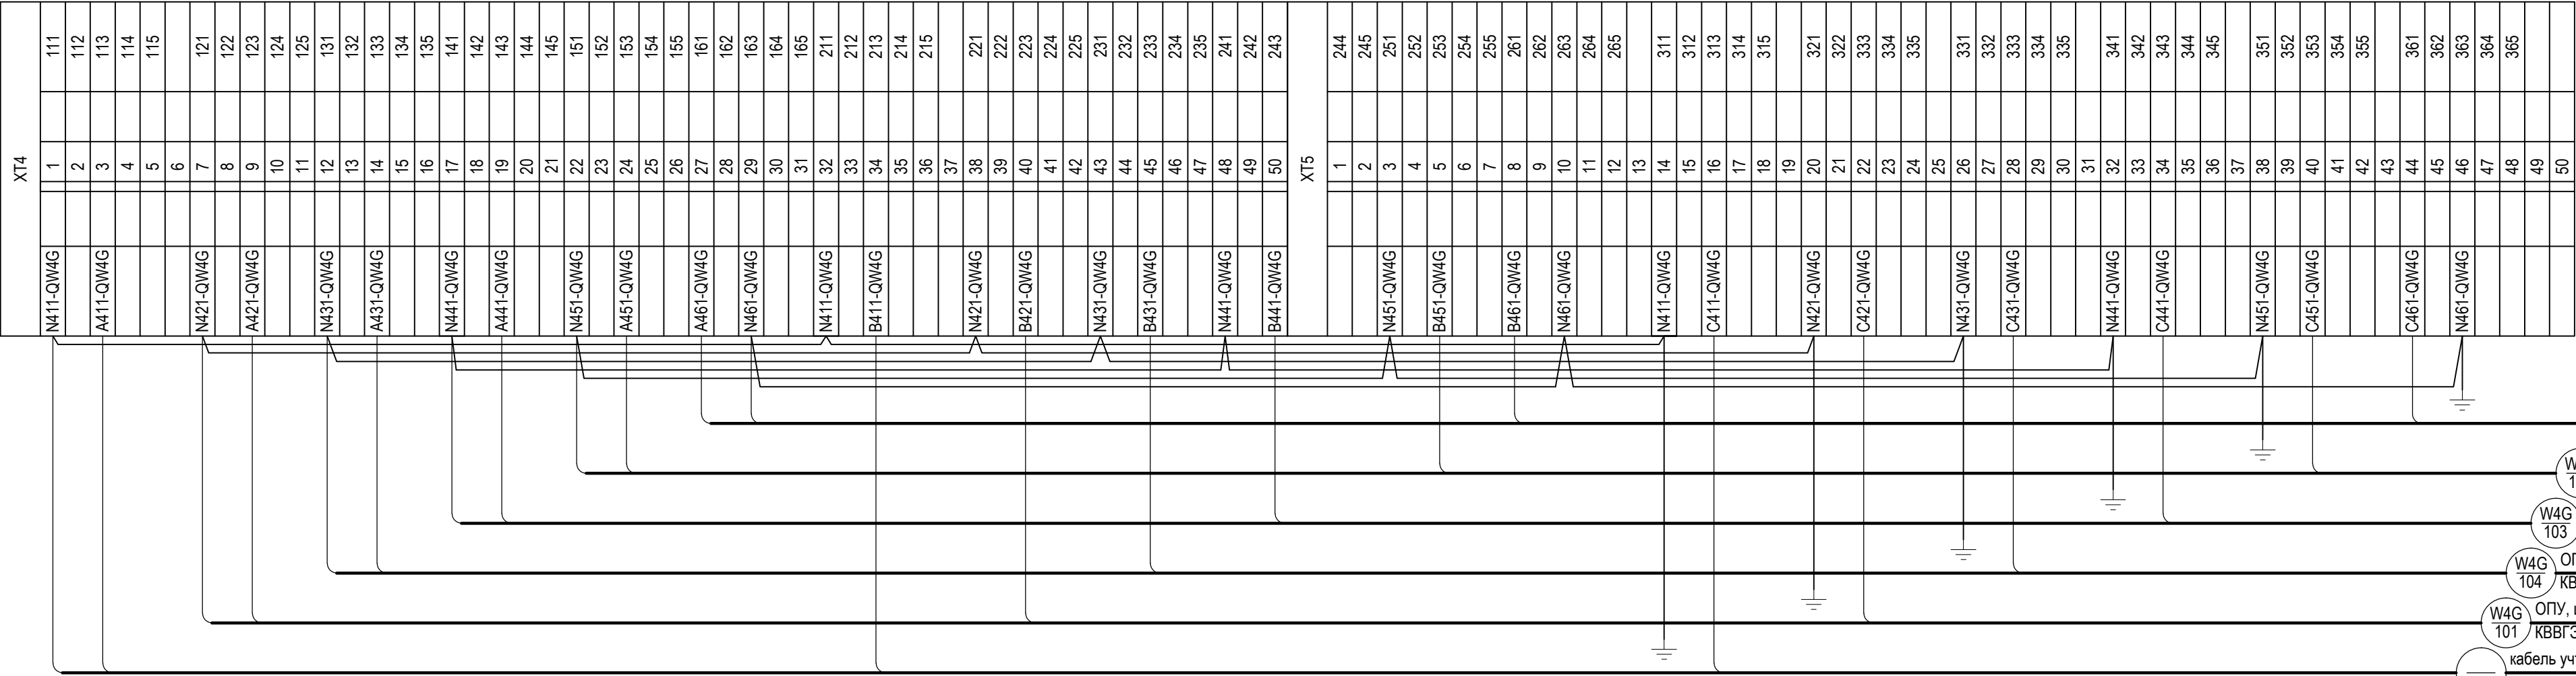 XT4
111 112 113 114 115 121 122 123 124 125 131 132 133 134 135 141 142 143 144 145 151 152 153 154 155 161 162 163 164 165 211 212 213 214 215 221 222 223 224 225 231 232 233 234 235 241 242 243
1 2 3 4 5 6 7 8 9 10 11 12 13 14 15 16 17 18 19 20 21 22 23 24 25 26 27 28 29 30 31 32 33 34 35 36 37 38 39 40 41 42 43 44 45 46 47 48 49 50
N411-QW4G A411-QW4G N421-QW4G A421-QW4G N431-QW4G A431-QW4G N441-QW4G A441-QW4G N451-QW4G A451-QW4G A461-QW4G N461-QW4G N411-QW4G B411-QW4G N421-QW4G B421-QW4G N431-QW4G B431-QW4G N441-QW4G B441-QW4G
XT5
244 245 251 252 253 254 255 261 262 263 264 265 311 312 313 314 315 321 322 333 334 335 331 332 333 334 335 341 342 343 344 345 351 352 353 354 355 361 362 363 364 365
1 2 3 4 5 6 7 8 9 10 11 12 13 14 15 16 17 18 19 20 21 22 23 24 25 26 27 28 29 30 31 32 33 34 35 36 37 38 39 40 41 42 43 44 45 46 47 48 49 50
N451-QW4G B451-QW4G B461-QW4G N461-QW4G N411-QW4G C411-QW4G N421-QW4G C421-QW4G N431-QW4G C431-QW4G N441-QW4G C441-QW4G N451-QW4G C451-QW4G C461-QW4G N461-QW4G
W4G
103
W4G
104
W4G
101
ОПУ,
КВВГЭ
кабель